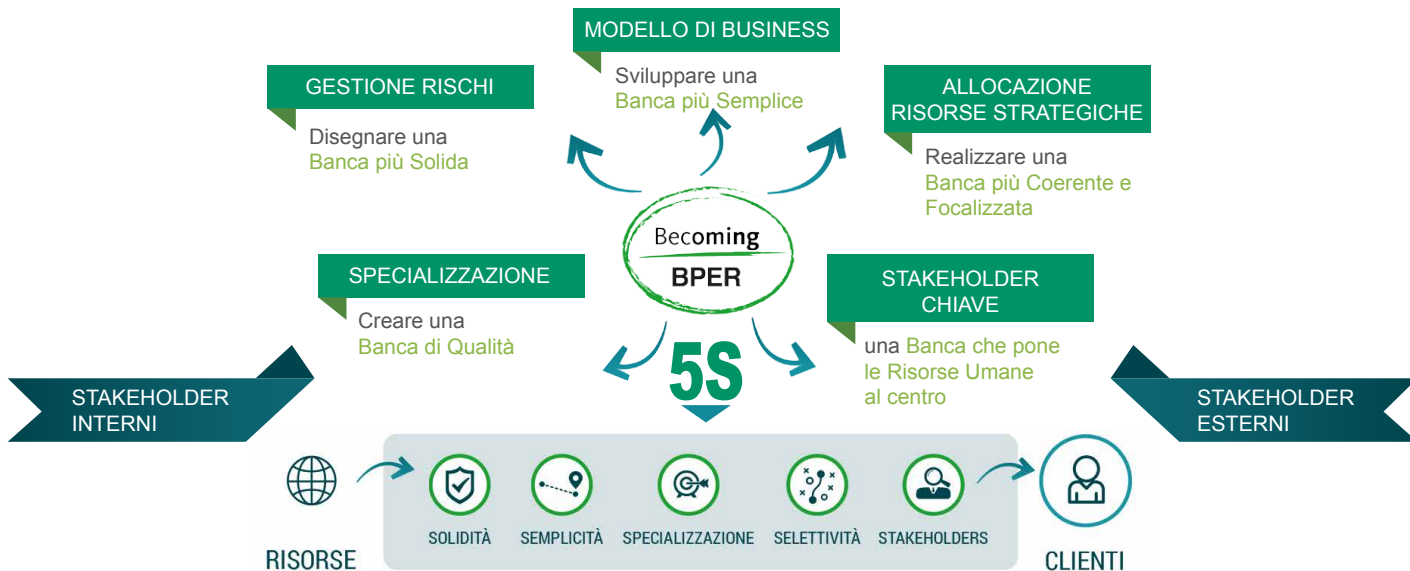 MODELLO DI BUSINESS
Sviluppare una
Banca più Semplice
GESTIONE RISCHI
Disegnare una
Banca più Solida
ALLOCAZIONE
RISORSE STRATEGICHE
Realizzare una
Banca più Coerente e
Focalizzata
Becoming
BPER
SPECIALIZZAZIONE
Creare una
Banca di Qualità
STAKEHOLDER
CHIAVE
una Banca che pone
le Risorse Umane
al centro
5S
STAKEHOLDER
INTERNI
STAKEHOLDER
ESTERNI
RISORSE
SOLIDITÀ
SEMPLICITÀ
SPECIALIZZAZIONE
SELETTIVITÀ
STAKEHOLDERS
CLIENTI